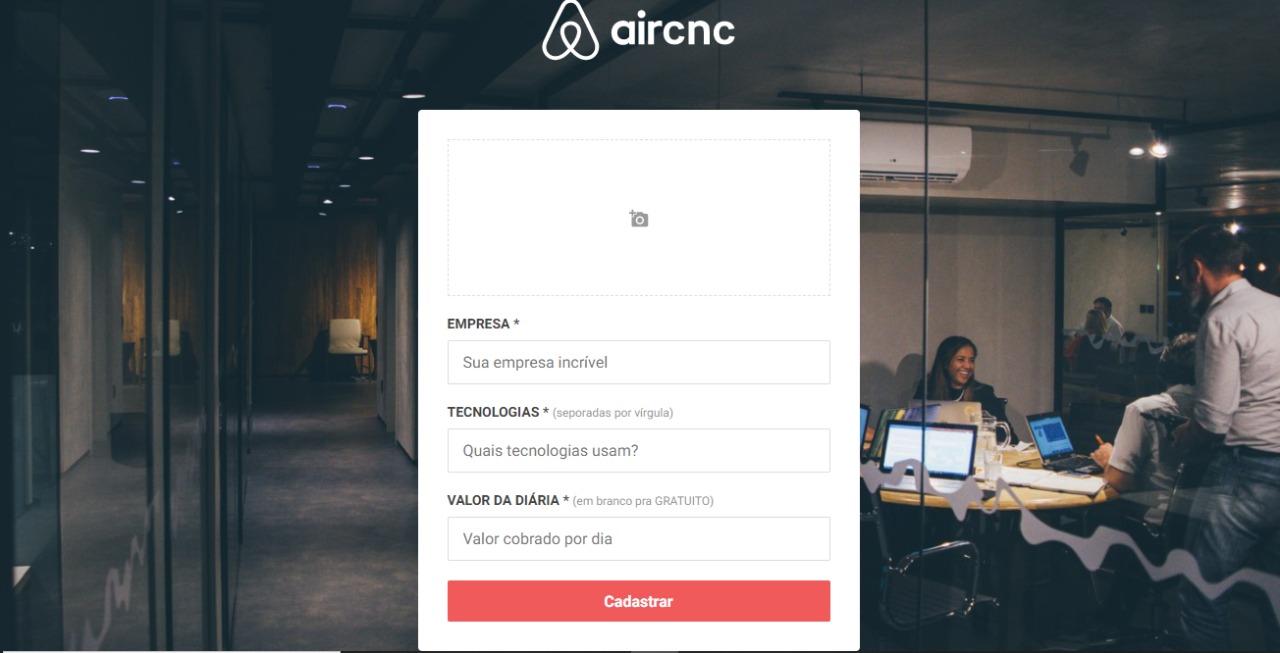 aircnc
EMPRESA *
Sua empresa incrível
TECNOLOGIAS * (seporadas por vírgula)
Quais tecnologias usam?
VALOR DA DIÁRIA * (em branco pra GRATUITO)
Valor cobrado por dia
Cadastrar